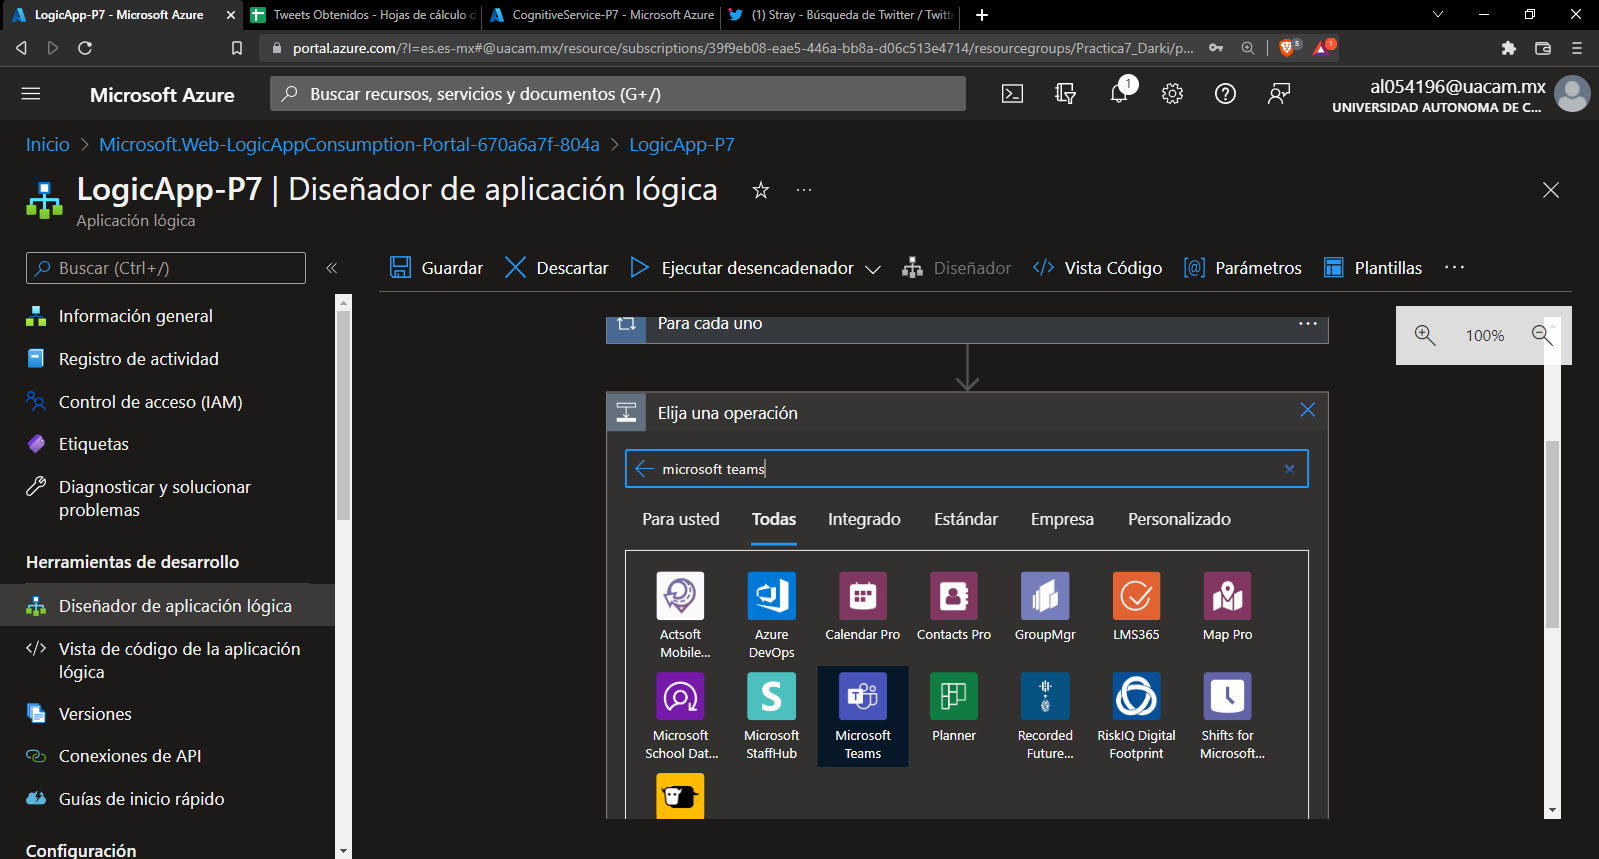 LogicApp-P7 - Microsoft Azure
Tweets Obtenidos - Hojas de cálculo d
CognitiveService-P7 - Microsoft Azure
(1) Stray - Búsqueda de Twitter / Twitte
portal.azure.com/?l=es.es-mx#@uacam.mx/resource/subscriptions/39f9eb08-eae5-446a-bb8a-d06c513e4714/resourcegroups/Practica7_Darki/p...
5
1
Microsoft Azure
Buscar recursos, servicios y documentos (G+/)
1
al054196@uacam.mx
UNIVERSIDAD AUTONOMA DE C...
Inicio > Microsoft.Web-LogicAppConsumption-Portal-670a6a7f-804a > LogicApp-P7
LogicApp-P7 | Diseñador de aplicación lógica
Aplicación lógica
Buscar (Ctrl+/)
Guardar
Descartar
Ejecutar desencadenador
Diseñador
Vista Código
Parámetros
Plantillas
Información general
Registro de actividad
Control de acceso (IAM)
Etiquetas
Diagnosticar y solucionar
problemas
Herramientas de desarrollo
Diseñador de aplicación lógica
Vista de código de la aplicación
lógica
Versiones
Conexiones de API
Guías de inicio rápido
Configuración
Para cada uno
100%
Elija una operación
microsoft teams
Para usted
Todas
Integrado
Estándar
Empresa
Personalizado
Actsoft
Mobile...
Azure
DevOps
Calendar Pro
Contacts Pro
GroupMgr
LMS365
Map Pro
Microsoft
School Dat...
Microsoft
StaffHub
Microsoft
Teams
Planner
Recorded
Future...
RiskIQ Digital
Footprint
Shifts for
Microsoft...